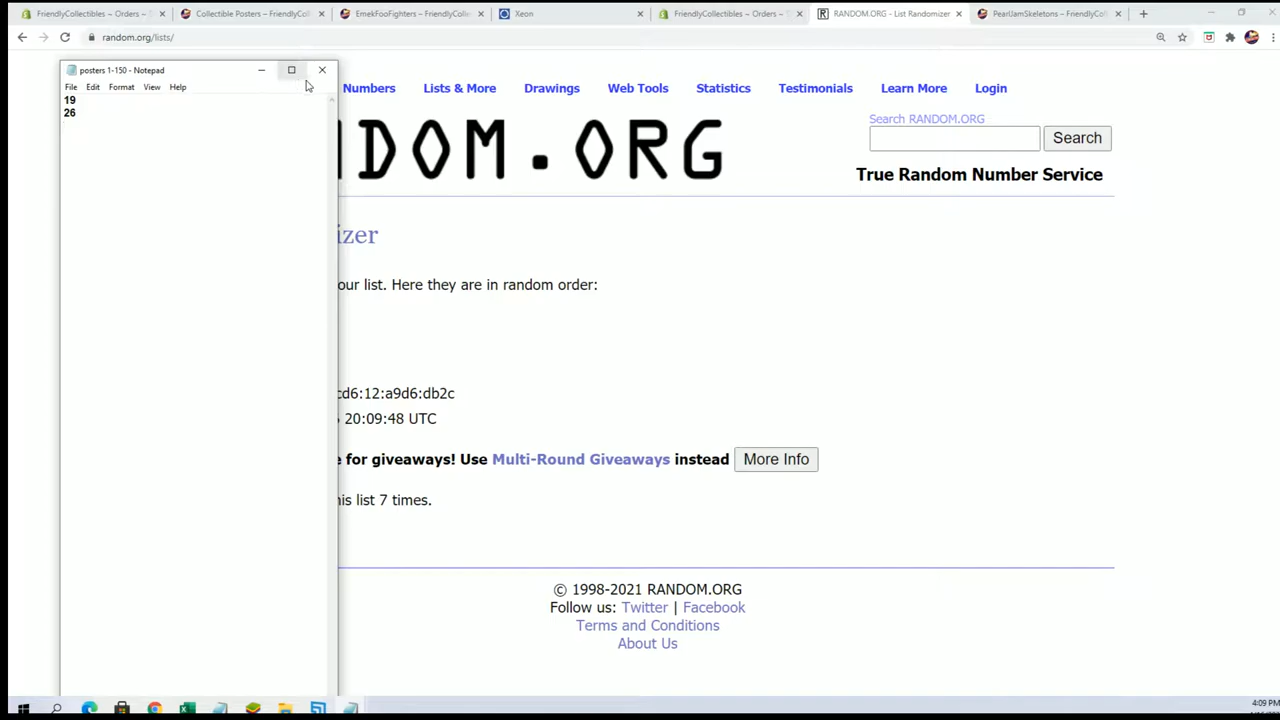 FriendlyCollectibles ~ Orders ~ S
Collectible Posters – FriendlyColl
EmekFooFighters – FriendlyColle
Xeon
FriendlyCollectibles ~ Orders ~ S
RANDOM.ORG - List Randomizer
PearlJamSkeletons – FriendlyCol
random.org/lists/
posters 1-150 - Notepad
File Edit Format View Help
19
26
Numbers Lists & More Drawings Web Tools Statistics Testimonials Learn More Login
Search RANDOM.ORG
Search
NDOM.ORG
True Random Number Service
izer
our list. Here they are in random order:
cd6:12:a9d6:db2c
20:09:48 UTC
e for giveaways! Use Multi-Round Giveaways instead More Info
his list 7 times.
© 1998-2021 RANDOM.ORG
Follow us: Twitter | Facebook
Terms and Conditions
About Us
4:09 PM